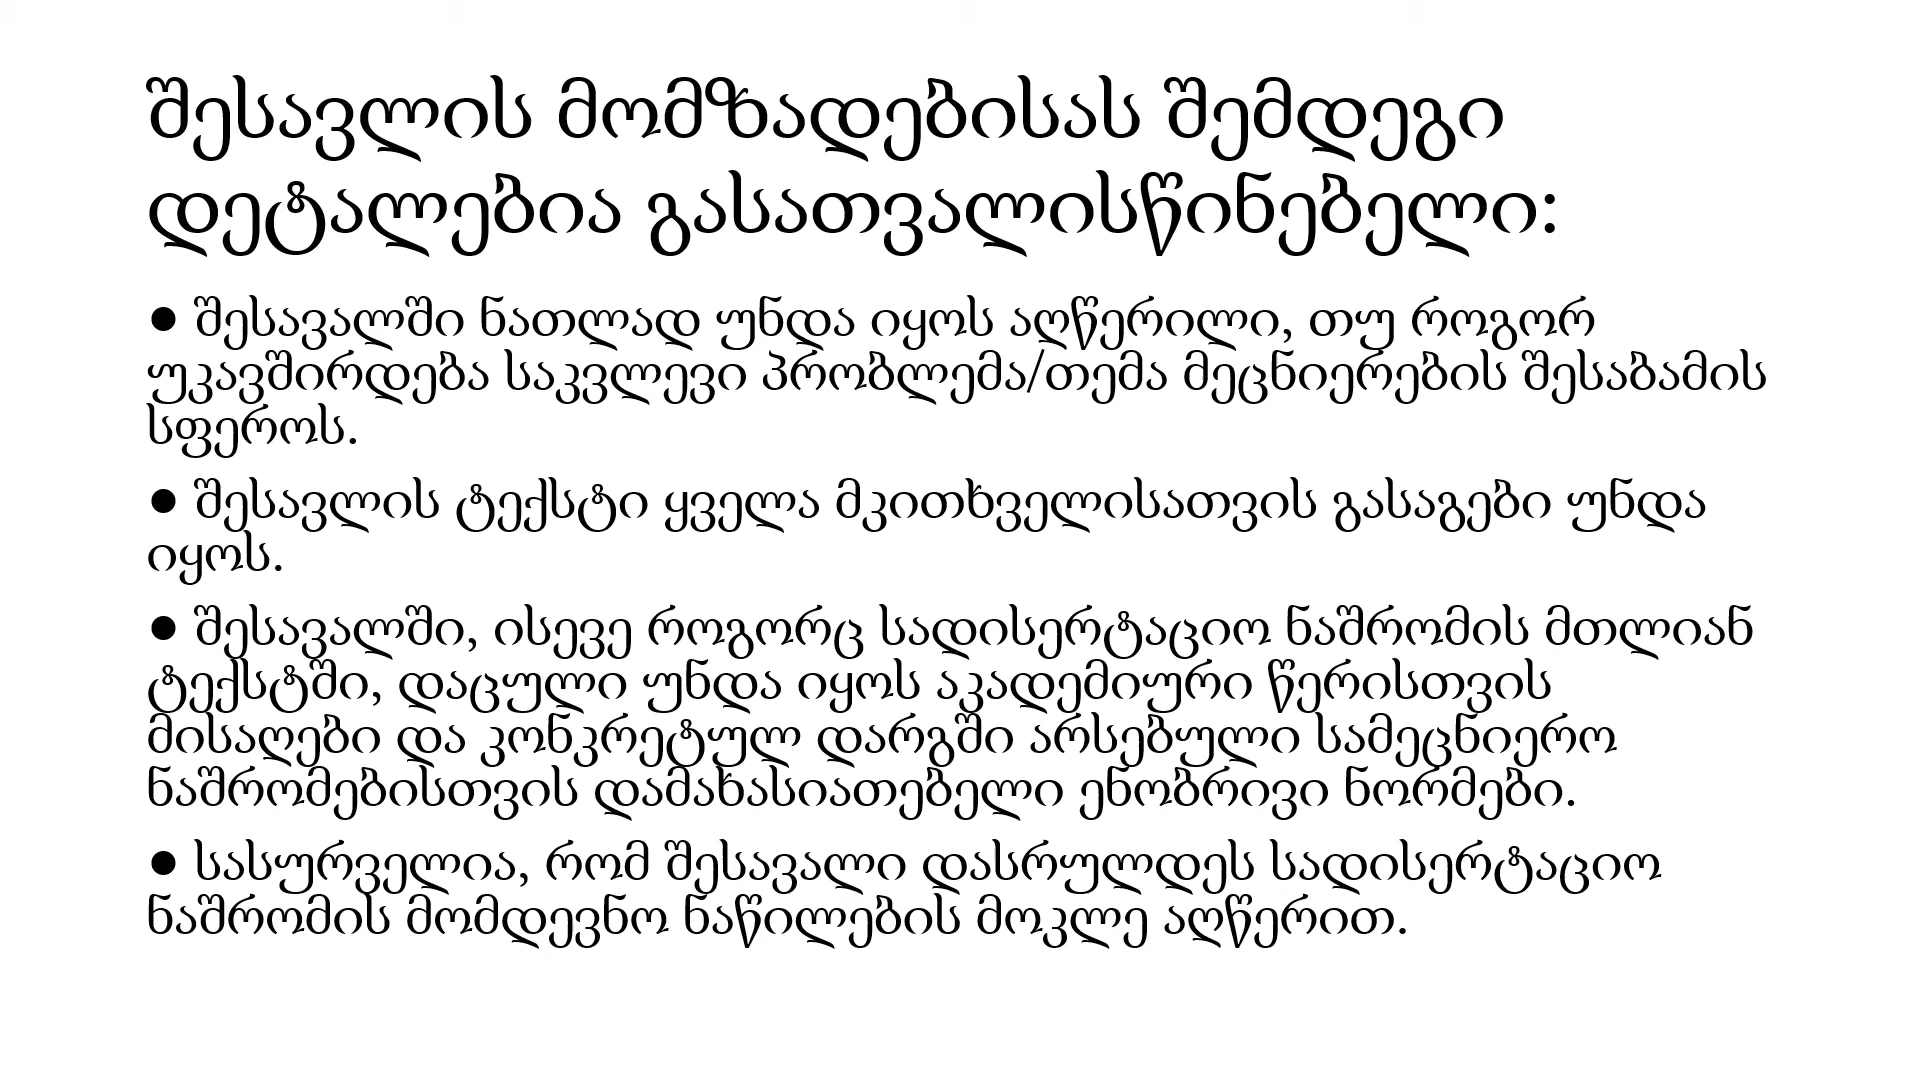 შესავლის მომზადებისას შემდეგი
დეტალებია გასათვალისწინებელი:
● შესავალში ნათლად უნდა იყოს აღწერილი, თუ როგორ
უკავშირდება საკვლევი პრობლემა/თემა მეცნიერების შესაბამის
სფეროს.
● შესავლის ტექსტი ყველა მკითხველისათვის გასაგები უნდა
იყოს.
● შესავალში, ისევე როგორც სადისერტაციო ნაშრომის მთლიან
ტექსტში, დაცული უნდა იყოს აკადემიური წერისთვის
მისაღები და კონკრეტულ დარგში არსებული სამეცნიერო
ნაშრომებისთვის დამახასიათებელი ენობრივი ნორმები.
● სასურველია, რომ შესავალი დასრულდეს სადისერტაციო
ნაშრომის მომდევნო ნაწილების მოკლე აღწერით.